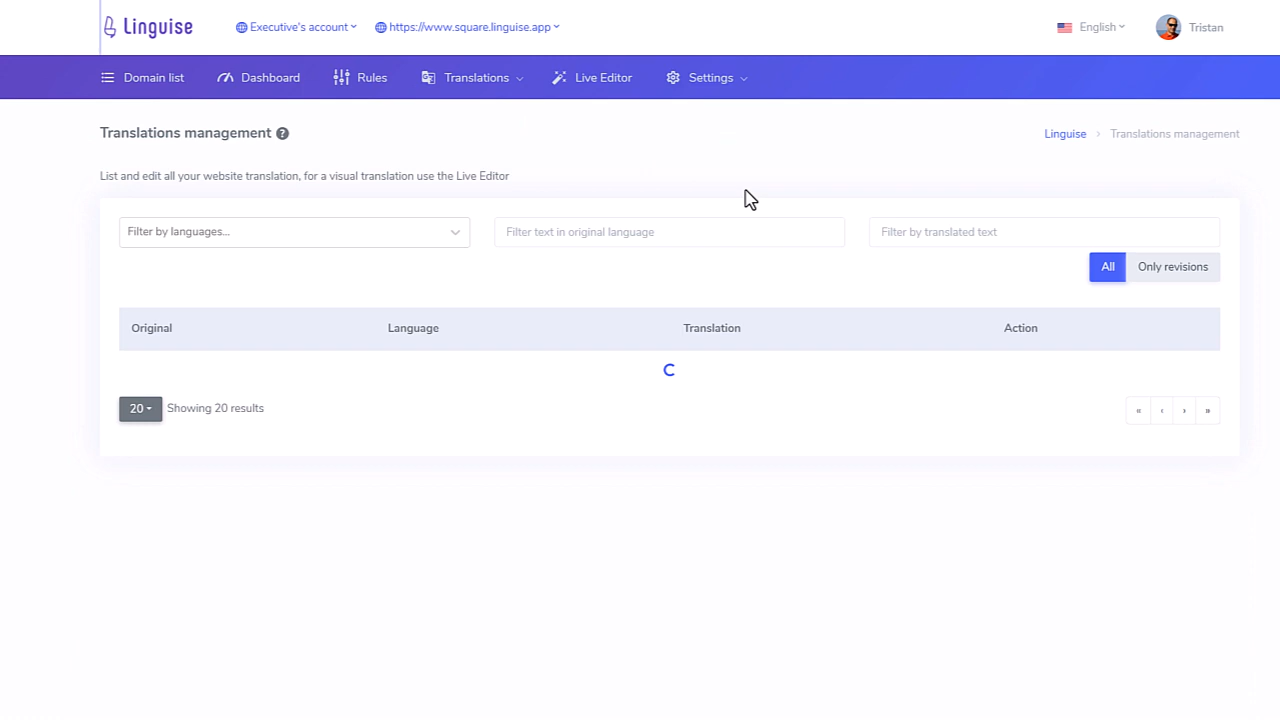 Linguise Executive's account https://www.square.linguise.app English Tristan
Domain list Dashboard Rules Translations Live Editor Settings
Translations management ?
Linguise › Translations management
List and edit all your website translation, for a visual translation use the Live Editor
Filter by languages... Filter text in original language Filter by translated text
All Only revisions
Original Language Translation Action
20 Showing 20 results « ‹ › »